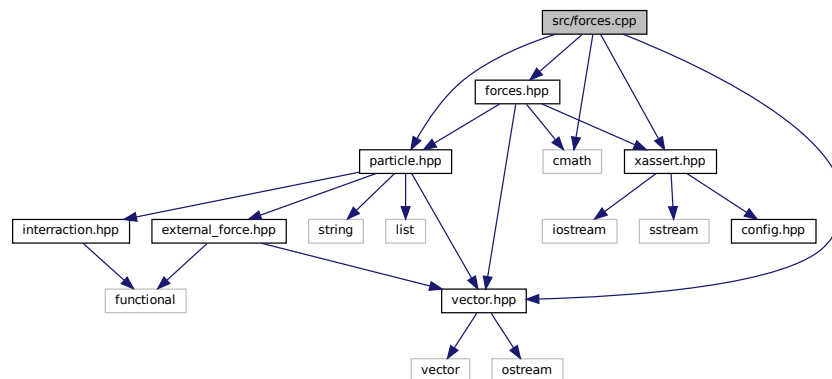 src/forces.cpp
forces.hpp
particle.hpp
cmath
xassert.hpp
interraction.hpp
external_force.hpp
string
list
iostream
sstream
config.hpp
functional
vector.hpp
vector
ostream